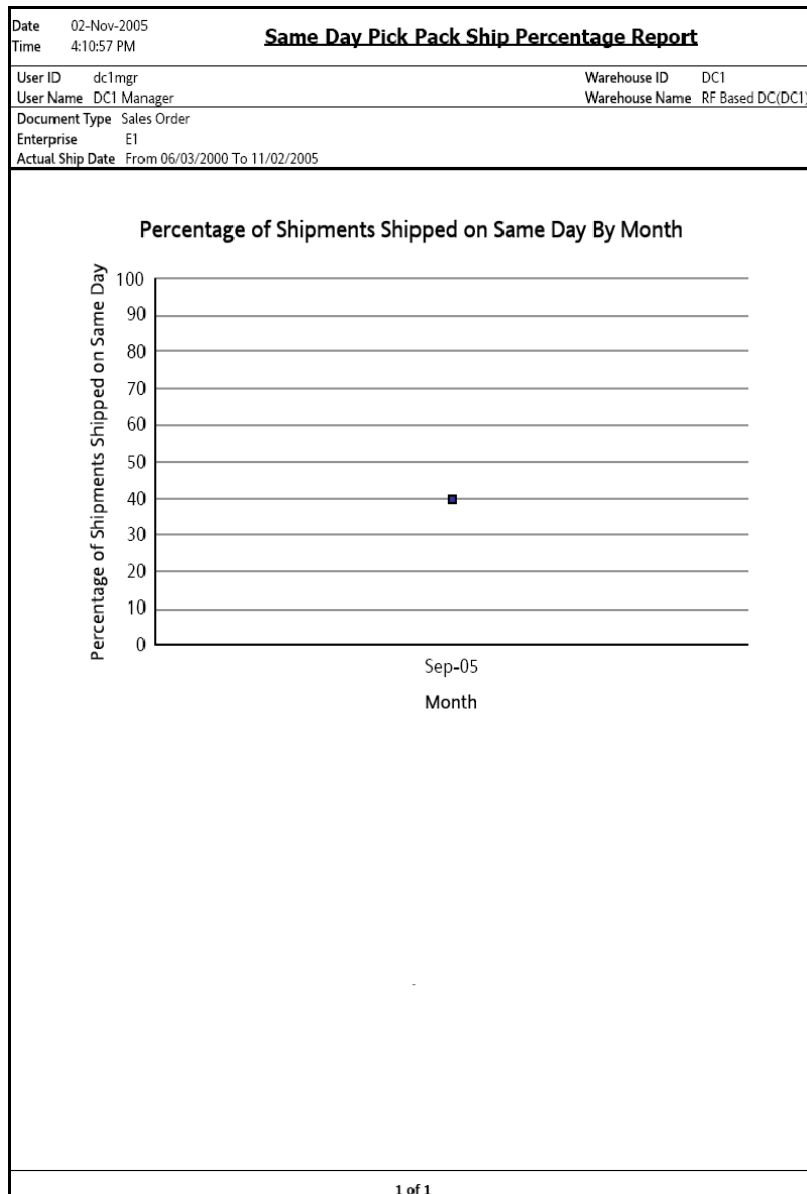 Date 02-Nov-2005
Time 4:10:57 PM
Same Day Pick Pack Ship Percentage Report
User ID dc1mgr Warehouse ID DC1
User Name DC1 Manager Warehouse Name RF Based DC(DC1)
Document Type Sales Order
Enterprise E1
Actual Ship Date From 06/03/2000 To 11/02/2005
Percentage of Shipments Shipped on Same Day By Month
Percentage of Shipments Shipped on Same Day
100
90
80
70
60
50
40
30
20
10
0
Sep-05
Month
1 of 1